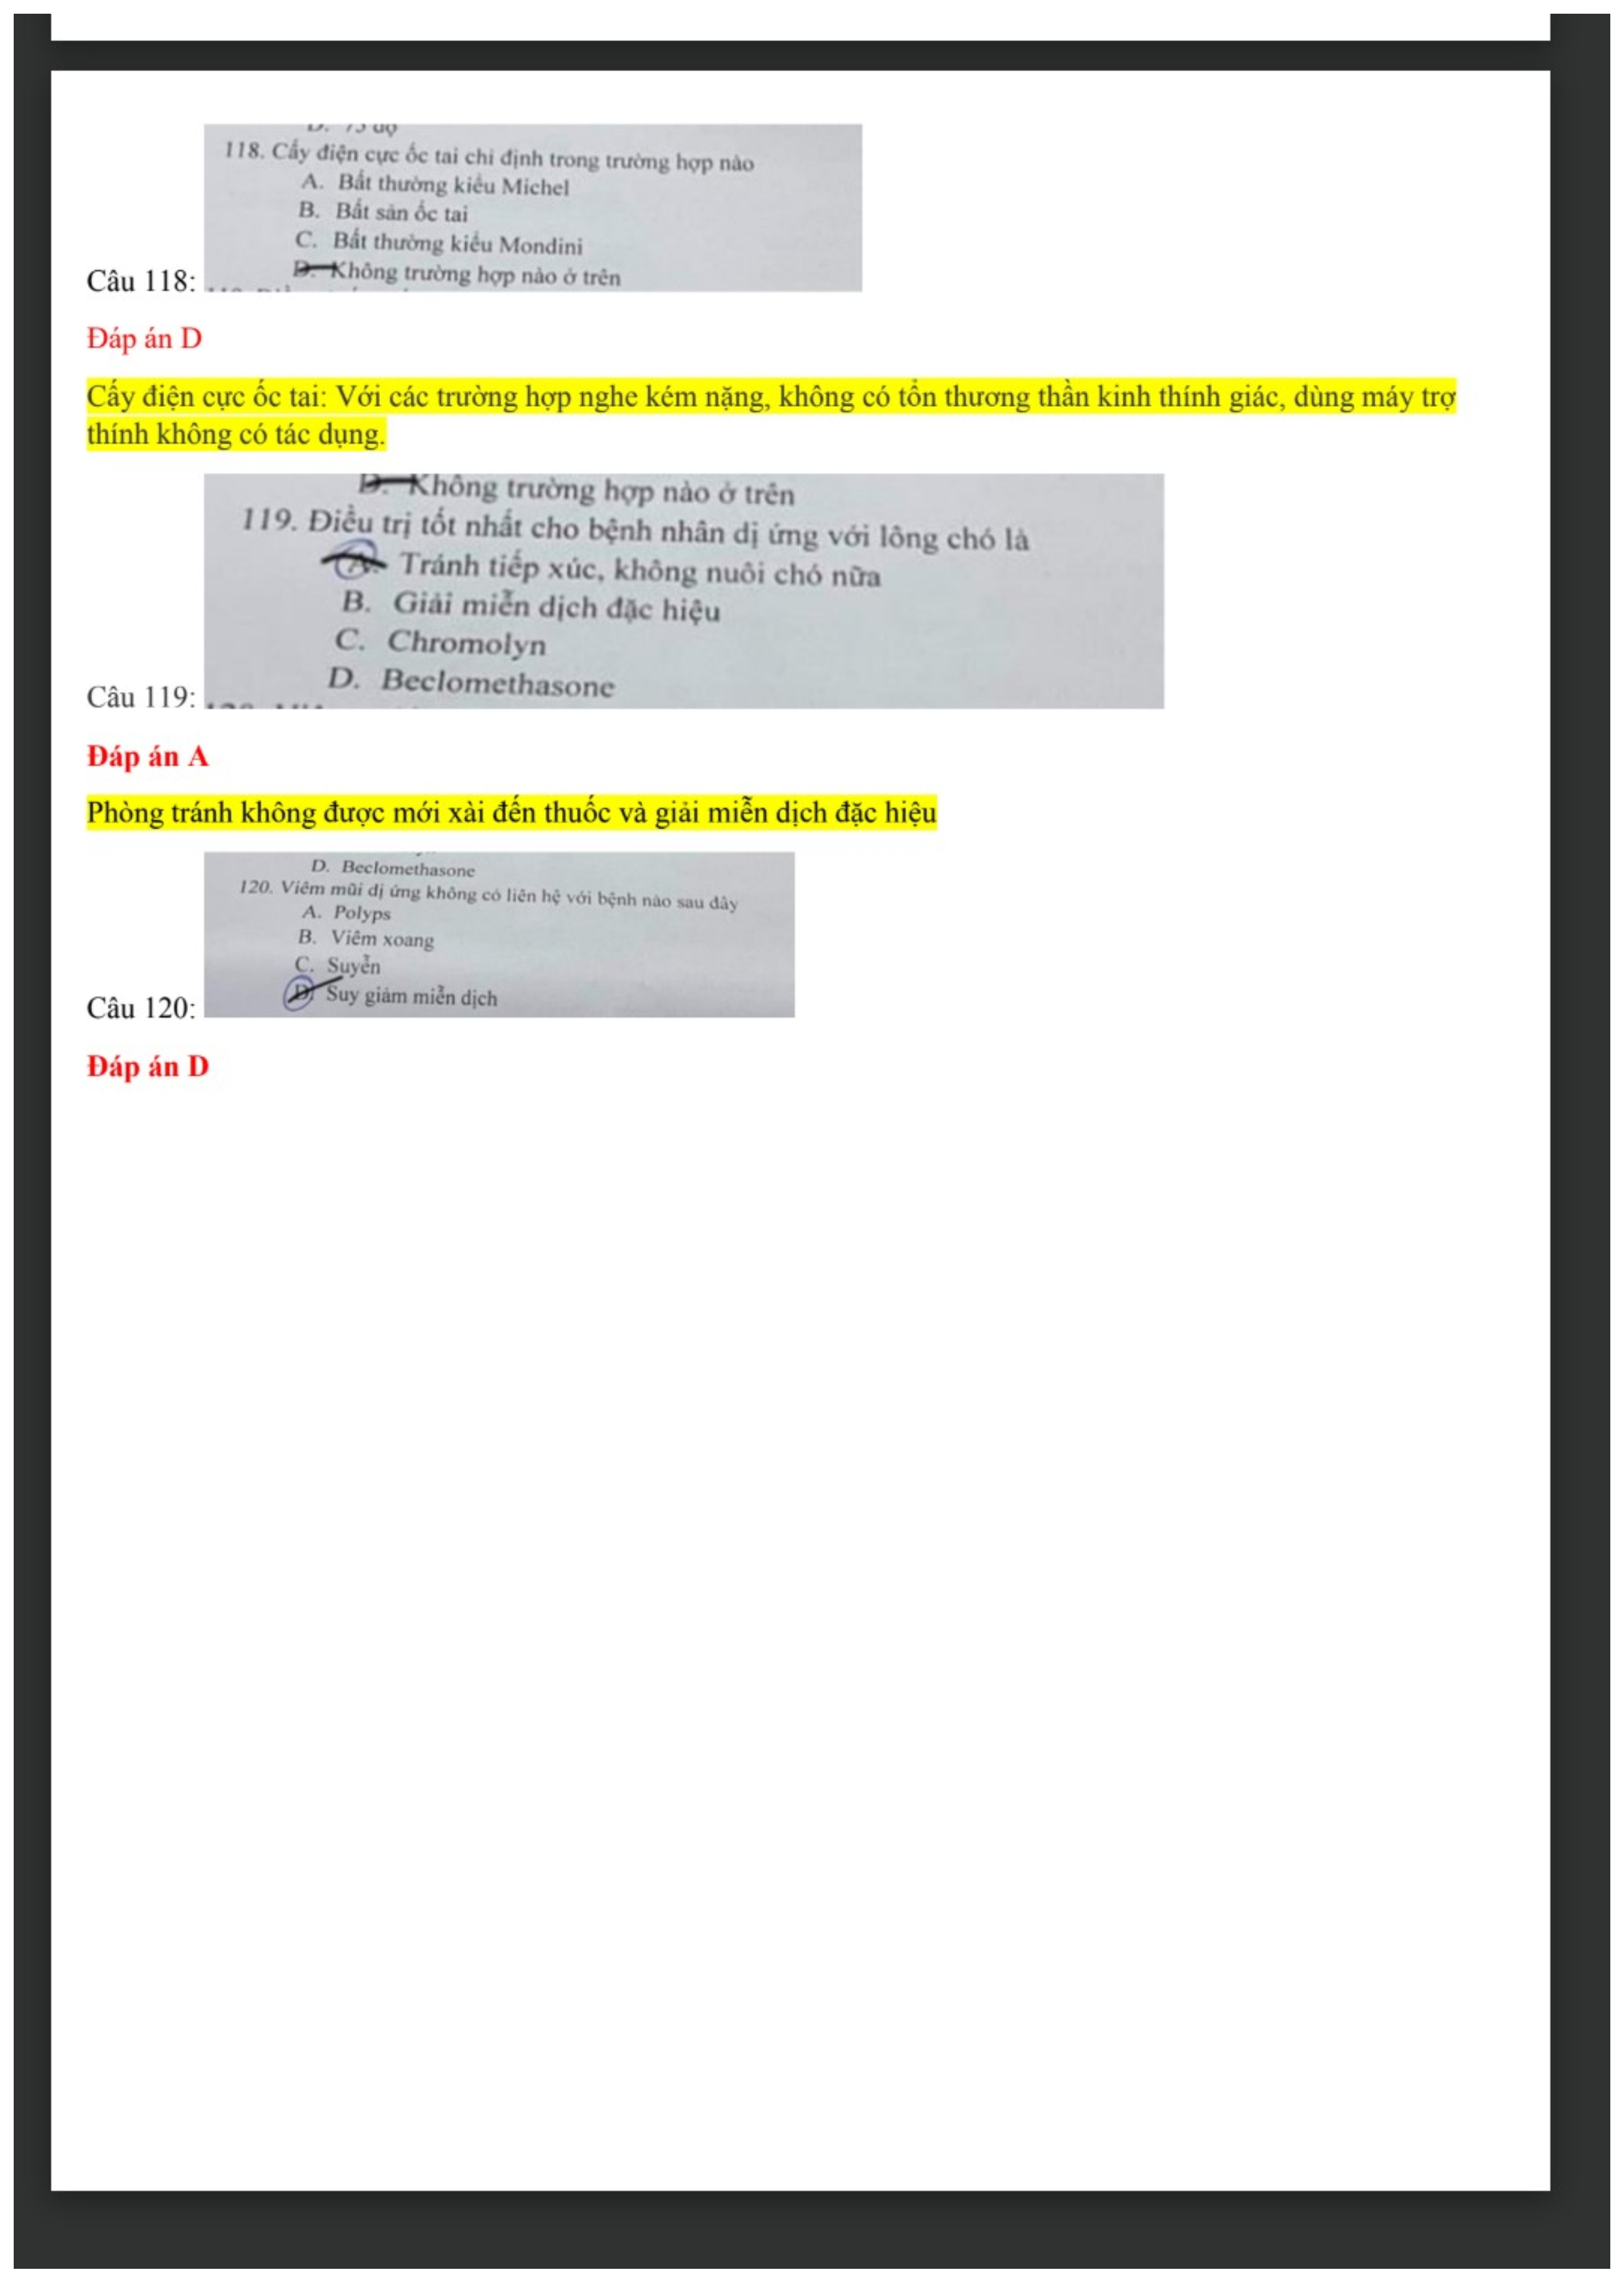 D. 75 độ
118. Cấy điện cực ốc tai chỉ định trong trường hợp nào
A. Bất thường kiểu Michel
B. Bất sản ốc tai
C. Bất thường kiểu Mondini
D. Không trường hợp nào ở trên
Câu 118:
Đáp án D
Cấy điện cực ốc tai: Với các trường hợp nghe kém nặng, không có tổn thương thần kinh thính giác, dùng máy trợ
thính không có tác dụng.
D. Không trường hợp nào ở trên
119. Điều trị tốt nhất cho bệnh nhân dị ứng với lông chó là
A. Tránh tiếp xúc, không nuôi chó nữa
B. Giải miễn dịch đặc hiệu
C. Chromolyn
D. Beclomethasone
Câu 119:
Đáp án A
Phòng tránh không được mới xài đến thuốc và giải miễn dịch đặc hiệu
D. Beclomethasone
120. Viêm mũi dị ứng không có liên hệ với bệnh nào sau đây
A. Polyps
B. Viêm xoang
C. Suyễn
D. Suy giảm miễn dịch
Câu 120:
Đáp án D